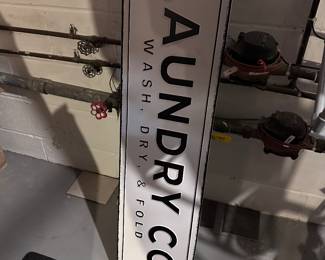 AUNDRY CO
WASH, DRY, & FOLD